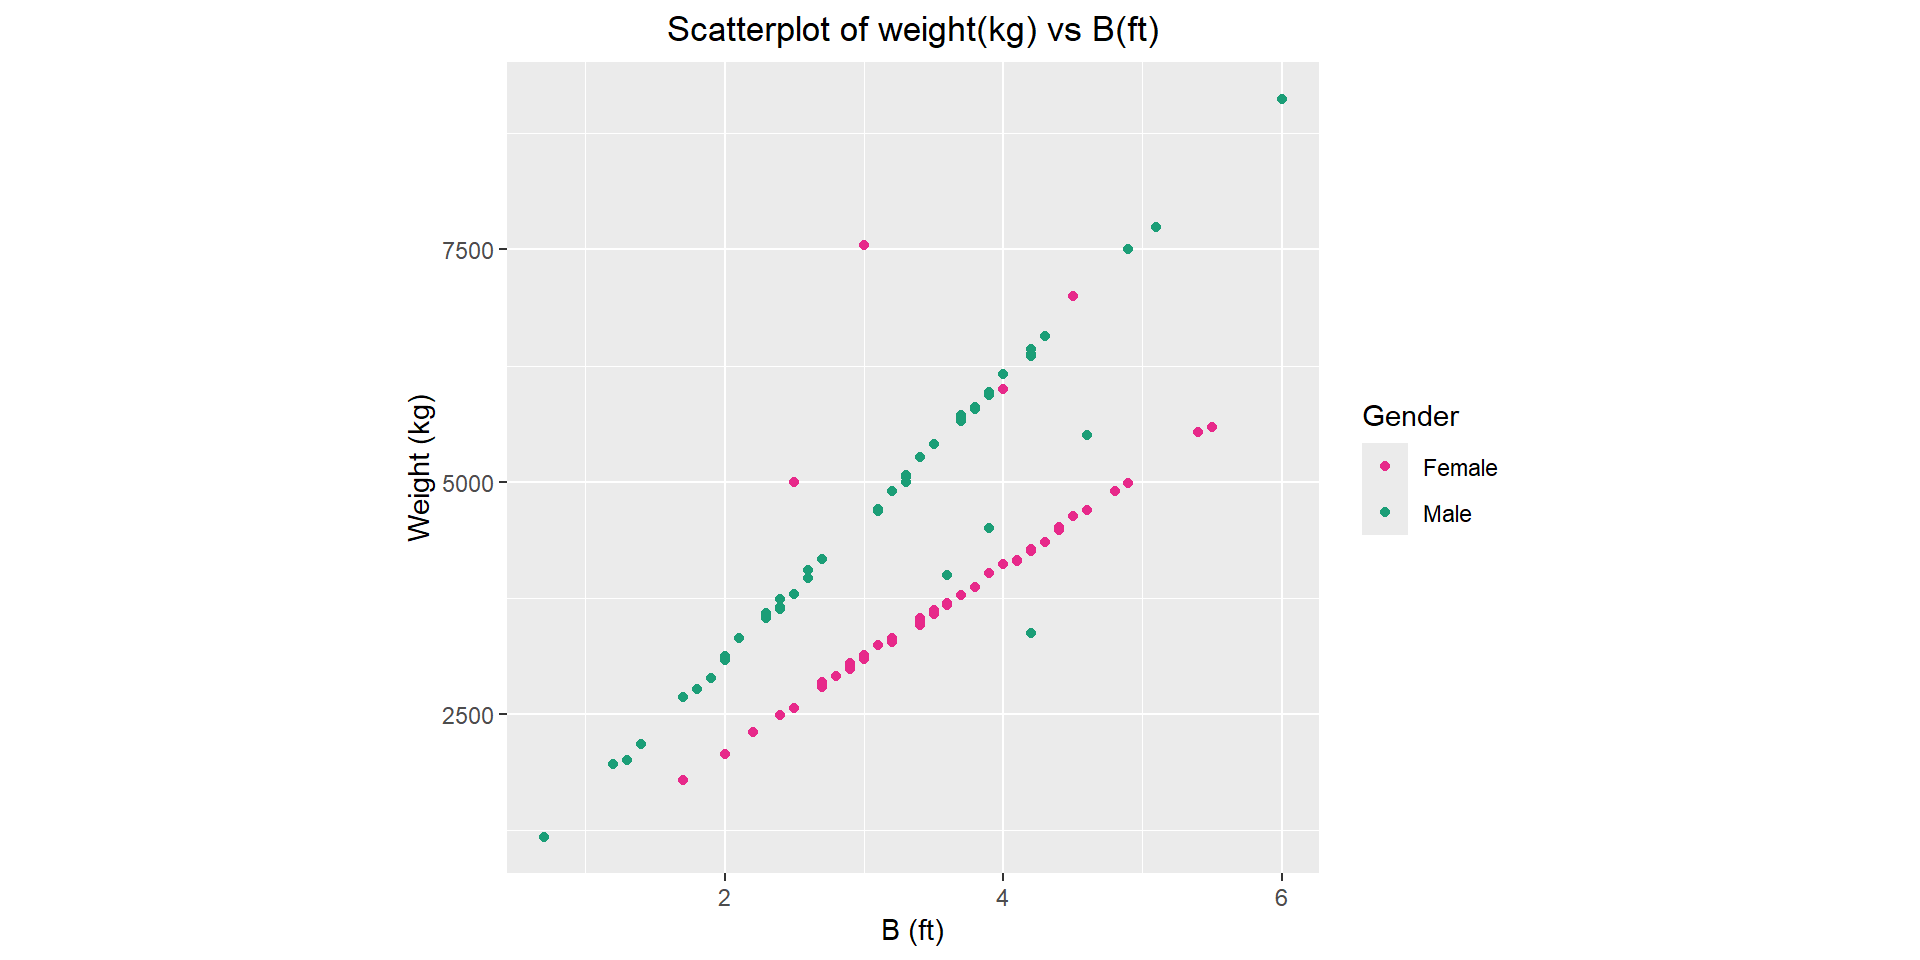 Scatterplot of weight(kg) vs B(ft)
7500
5000
2500
Weight (kg)
2
4
6
B (ft)
Gender
Female
Male